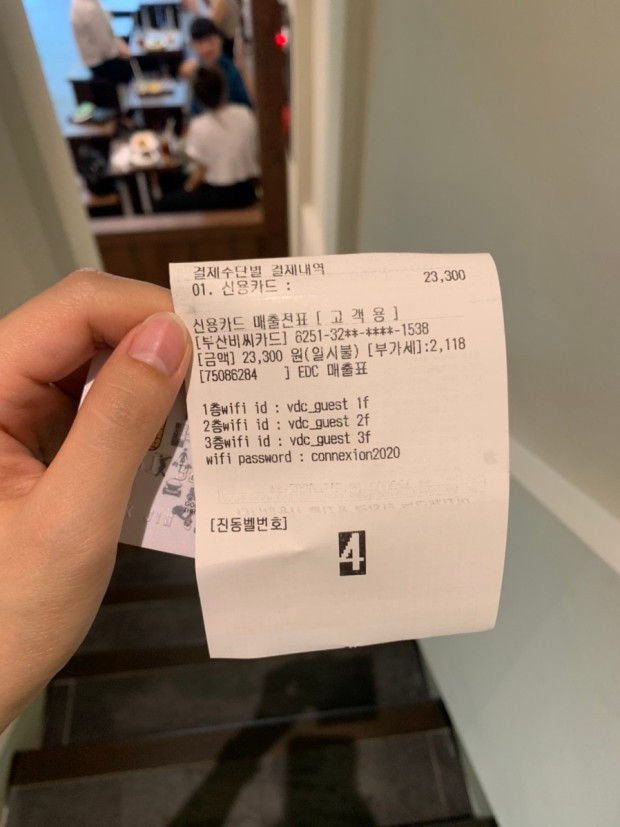 결제수단별 결제내역
01. 신용카드 : 23,300
신용카드 매출전표 [ 고 객 용 ]
[부산비씨카드] 6251-32**-****-1538
[금액] 23,300 원(일시불) [부가세]:2,118
[75086284 ] EDC 매출표
1층wifi id : vdc_guest 1f
2층wifi id : vdc_guest 2f
3층wifi id : vdc_guest 3f
wifi password : connexion2020
[진동벨번호]
4